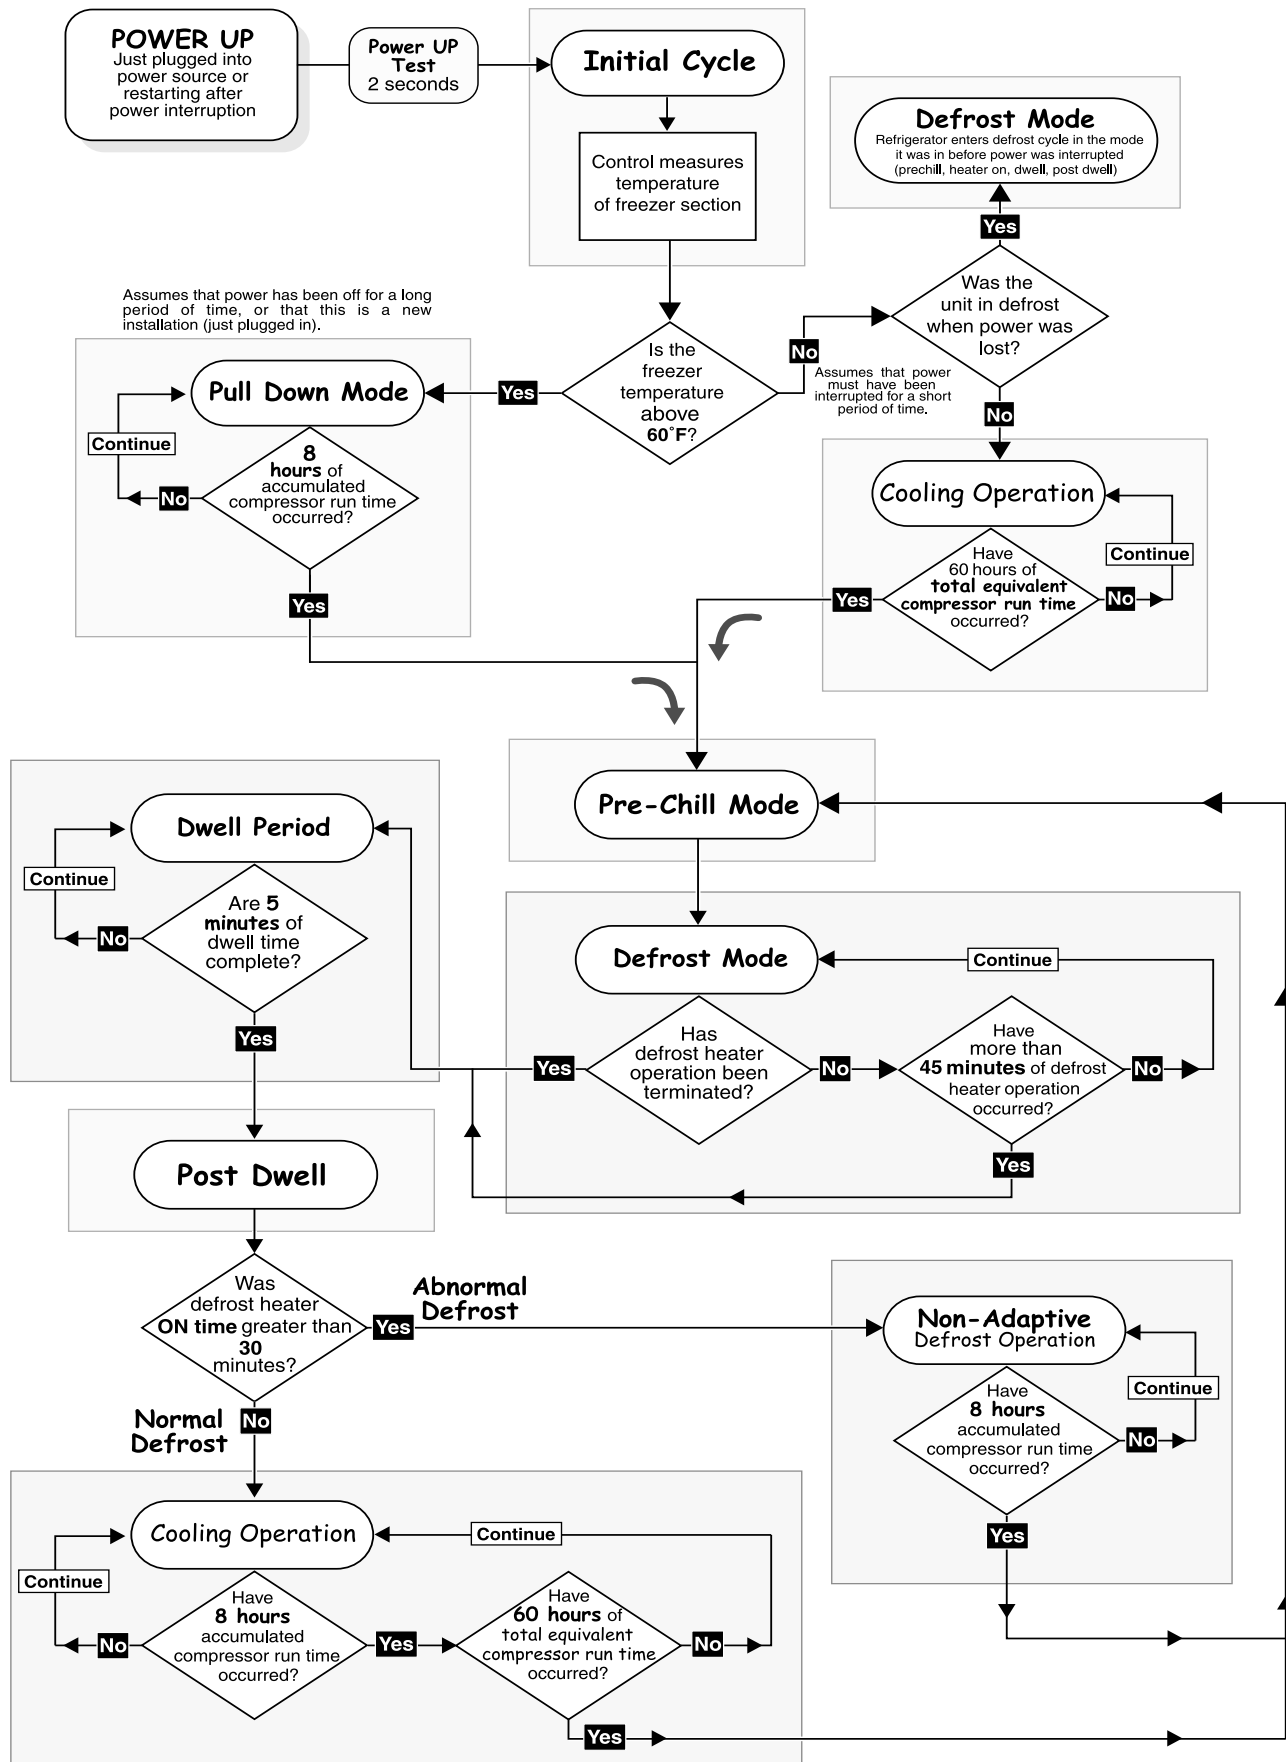 POWER UP
Just plugged into
power source or
restarting after
power interruption
Power UP
Test
2 seconds
Initial Cycle
Control measures
temperature
of freezer section
Defrost Mode
Refrigerator enters defrost cycle in the mode
it was in before power was interrupted
(prechill, heater on, dwell, post dwell)
Yes
Was the
unit in defrost
when power was
lost?
No
Assumes that power has been off for a long
period of time, or that this is a new
installation (just plugged in).
Is the
freezer
temperature
above
60°F?
No
Assumes that power
must have been
interrupted for a short
period of time.
Yes
Pull Down Mode
Continue
8
hours of
accumulated
compressor run time
occurred?
No
Yes
Cooling Operation
Continue
Have
60 hours of
total equivalent
compressor run time
occurred?
No
Yes
Pre-Chill Mode
Dwell Period
Continue
Are 5
minutes of
dwell time
complete?
No
Yes
Defrost Mode
Continue
Has
defrost heater
operation been
terminated?
Yes
No
Have
more than
45 minutes of defrost
heater operation
occurred?
No
Yes
Post Dwell
Was
defrost heater
ON time greater than
30
minutes?
Yes
Abnormal
Defrost
No
Normal
Defrost
Non-Adaptive
Defrost Operation
Continue
Have
8 hours
accumulated
compressor run time
occurred?
No
Yes
Cooling Operation
Continue
Continue
Have
8 hours
accumulated
compressor run time
occurred?
No
Yes
Have
60 hours of
total equivalent
compressor run time
occurred?
No
Yes